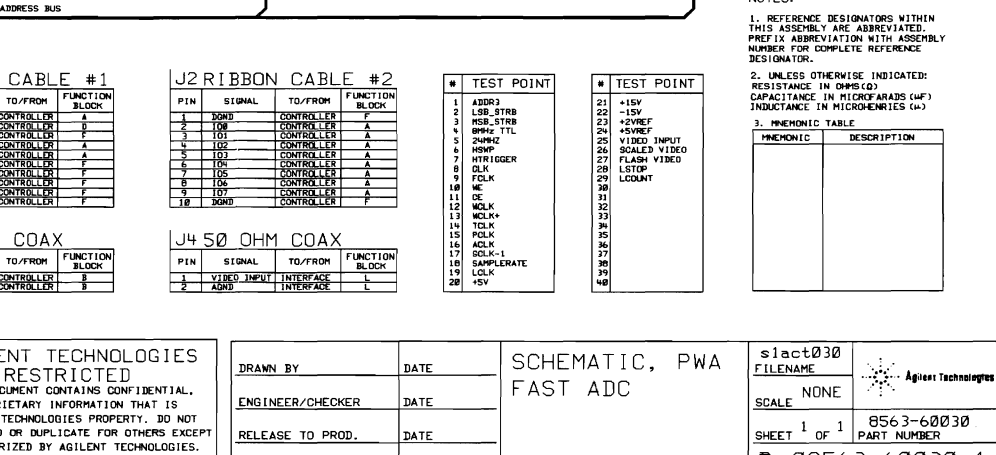 ADDRESS BUS
NOTES:
1. REFERENCE DESIGNATORS WITHIN
THIS ASSEMBLY ARE ABBREVIATED.
PREFIX ABBREVIATION WITH ASSEMBLY
NUMBER FOR COMPLETE REFERENCE
DESIGNATOR.
2. UNLESS OTHERWISE INDICATED:
RESISTANCE IN OHMS(Ω)
CAPACITANCE IN MICROFARADS (uF)
INDUCTANCE IN MICROHENRIES (u)
3. MNEMONIC TABLE
MNEMONIC DESCRIPTION
CABLE #1
TO/FROM FUNCTION BLOCK
CONTROLLER A
CONTROLLER D
CONTROLLER F
CONTROLLER A
CONTROLLER A
CONTROLLER F
CONTROLLER F
CONTROLLER F
CONTROLLER F
CONTROLLER F
J2 RIBBON CABLE #2
PIN SIGNAL TO/FROM FUNCTION BLOCK
1 DGND CONTROLLER F
2 IO0 CONTROLLER A
3 IO1 CONTROLLER A
4 IO2 CONTROLLER A
5 IO3 CONTROLLER A
6 IO4 CONTROLLER A
7 IO5 CONTROLLER A
8 IO6 CONTROLLER A
9 IO7 CONTROLLER A
10 DGND CONTROLLER F
# TEST POINT
1 ADDR3
2 LSB_STRB
3 MSB_STRB
4 8MHz TTL
5 24MHZ
6 HSWP
7 HTRIGGER
8 CLK
9 FCLK
10 WE
11 CE
12 WCLK
13 WCLK+
14 TCLK
15 PCLK
16 ACLK
17 SCLK-1
18 SAMPLERATE
19 LCLK
20 +5V
# TEST POINT
21 +15V
22 -15V
23 +2VREF
24 +5VREF
25 VIDEO INPUT
26 SCALED VIDEO
27 FLASH VIDEO
28 LSTOP
29 LCOUNT
30
31
32
33
34
35
36
37
38
39
40
COAX
TO/FROM FUNCTION BLOCK
CONTROLLER B
CONTROLLER B
J4 50 OHM COAX
PIN SIGNAL TO/FROM FUNCTION BLOCK
1 VIDEO INPUT INTERFACE L
2 AGND INTERFACE L
ENT TECHNOLOGIES
RESTRICTED
CUMENT CONTAINS CONFIDENTIAL,
RIETARY INFORMATION THAT IS
TECHNOLOGIES PROPERTY. DO NOT
D OR DUPLICATE FOR OTHERS EXCEPT
RIZED BY AGILENT TECHNOLOGIES.
DRAWN BY DATE
ENGINEER/CHECKER DATE
RELEASE TO PROD. DATE
SCHEMATIC, PWA
FAST ADC
s1act030
FILENAME
Agilent Technologies
NONE
SCALE
SHEET 1 OF 1
8563-60030
PART NUMBER